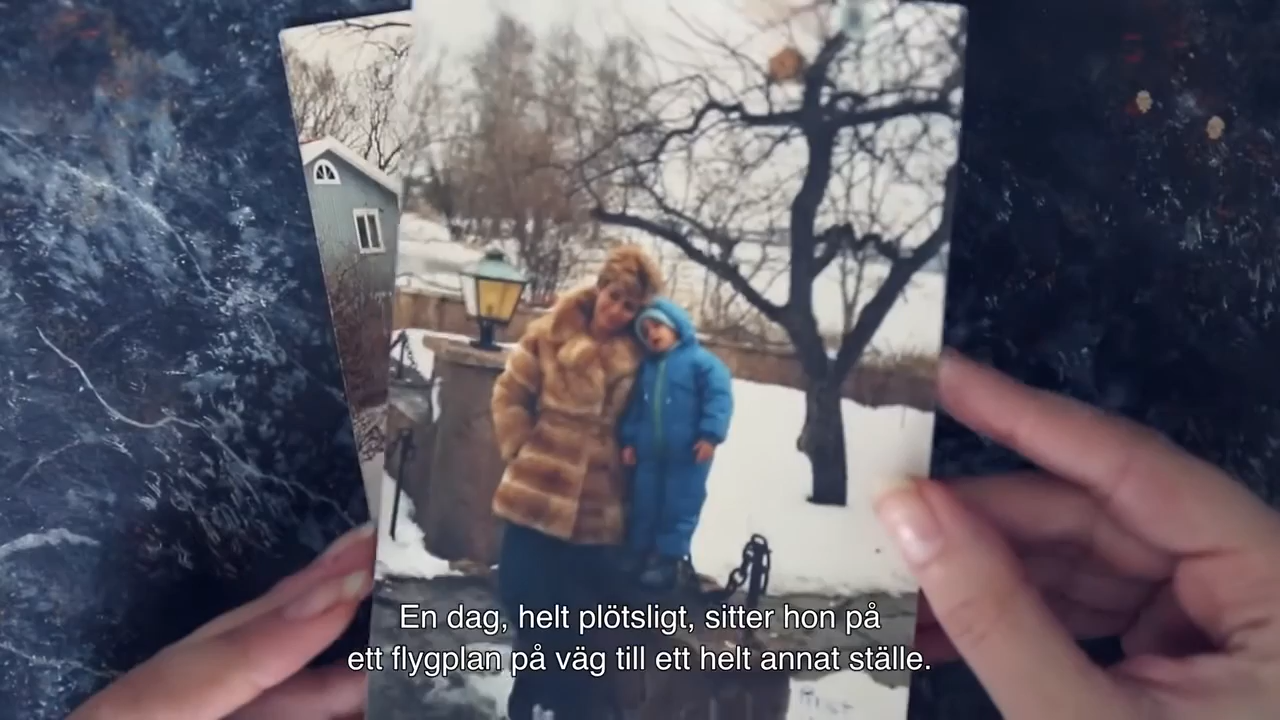 En dag, helt plötsligt, sitter hon på
ett flygplan på väg till ett helt annat ställe.